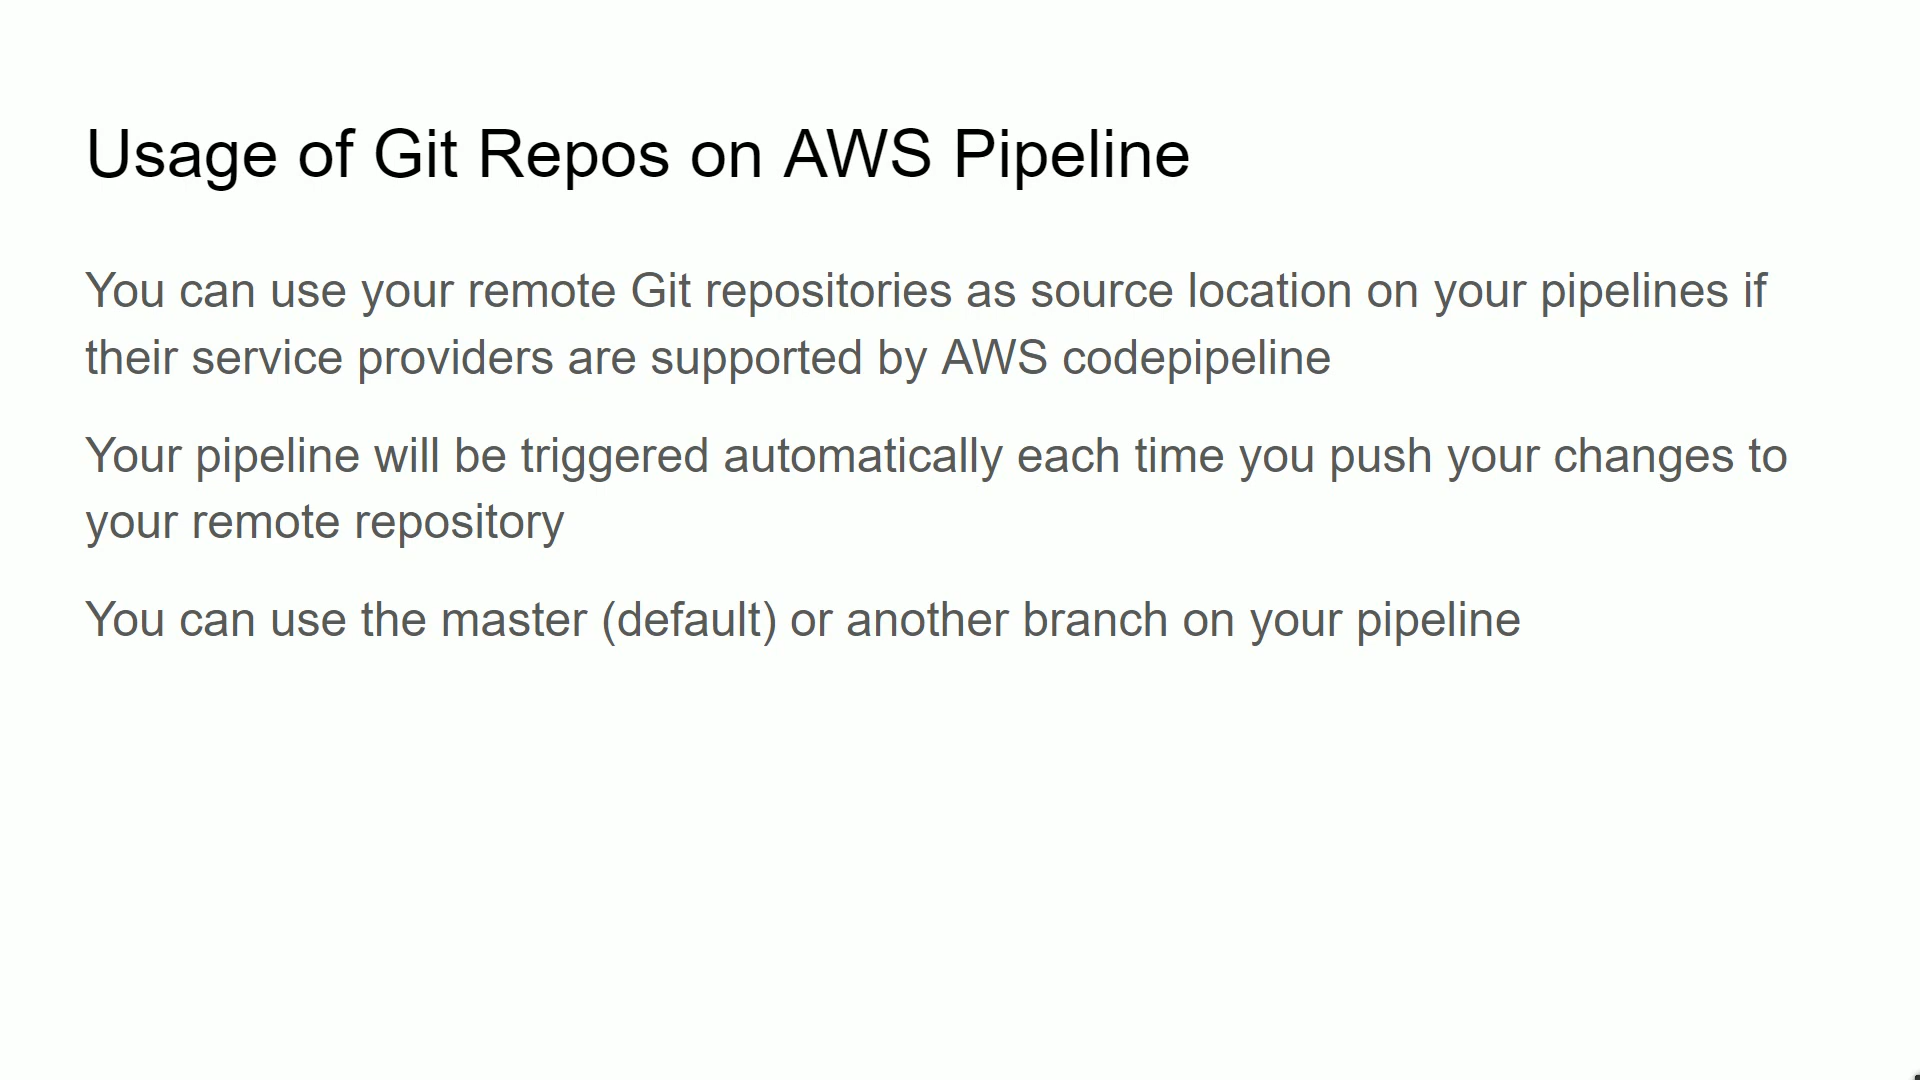 Usage of Git Repos on AWS Pipeline
You can use your remote Git repositories as source location on your pipelines if
their service providers are supported by AWS codepipeline
Your pipeline will be triggered automatically each time you push your changes to
your remote repository
You can use the master (default) or another branch on your pipeline